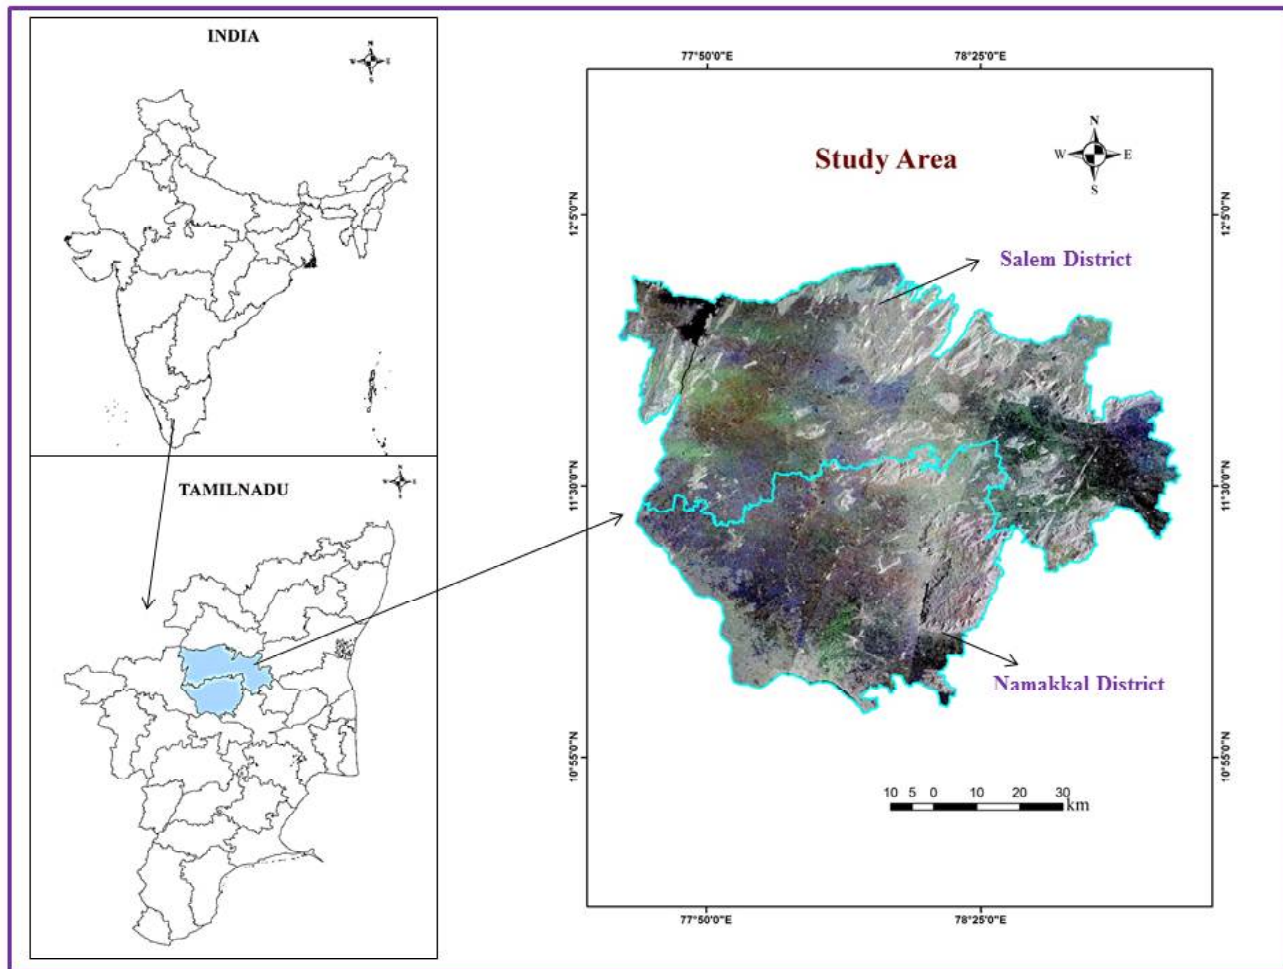 INDIA
N
W E
S
TAMILNADU
N
W E
S
77°50'0"E 78°25'0"E
Study Area
N
W E
S
12°5'0"N 12°5'0"N
Salem District
11°30'0"N 11°30'0"N
Namakkal District
10°55'0"N 10°55'0"N
10 5 0 10 20 30
km
77°50'0"E 78°25'0"E